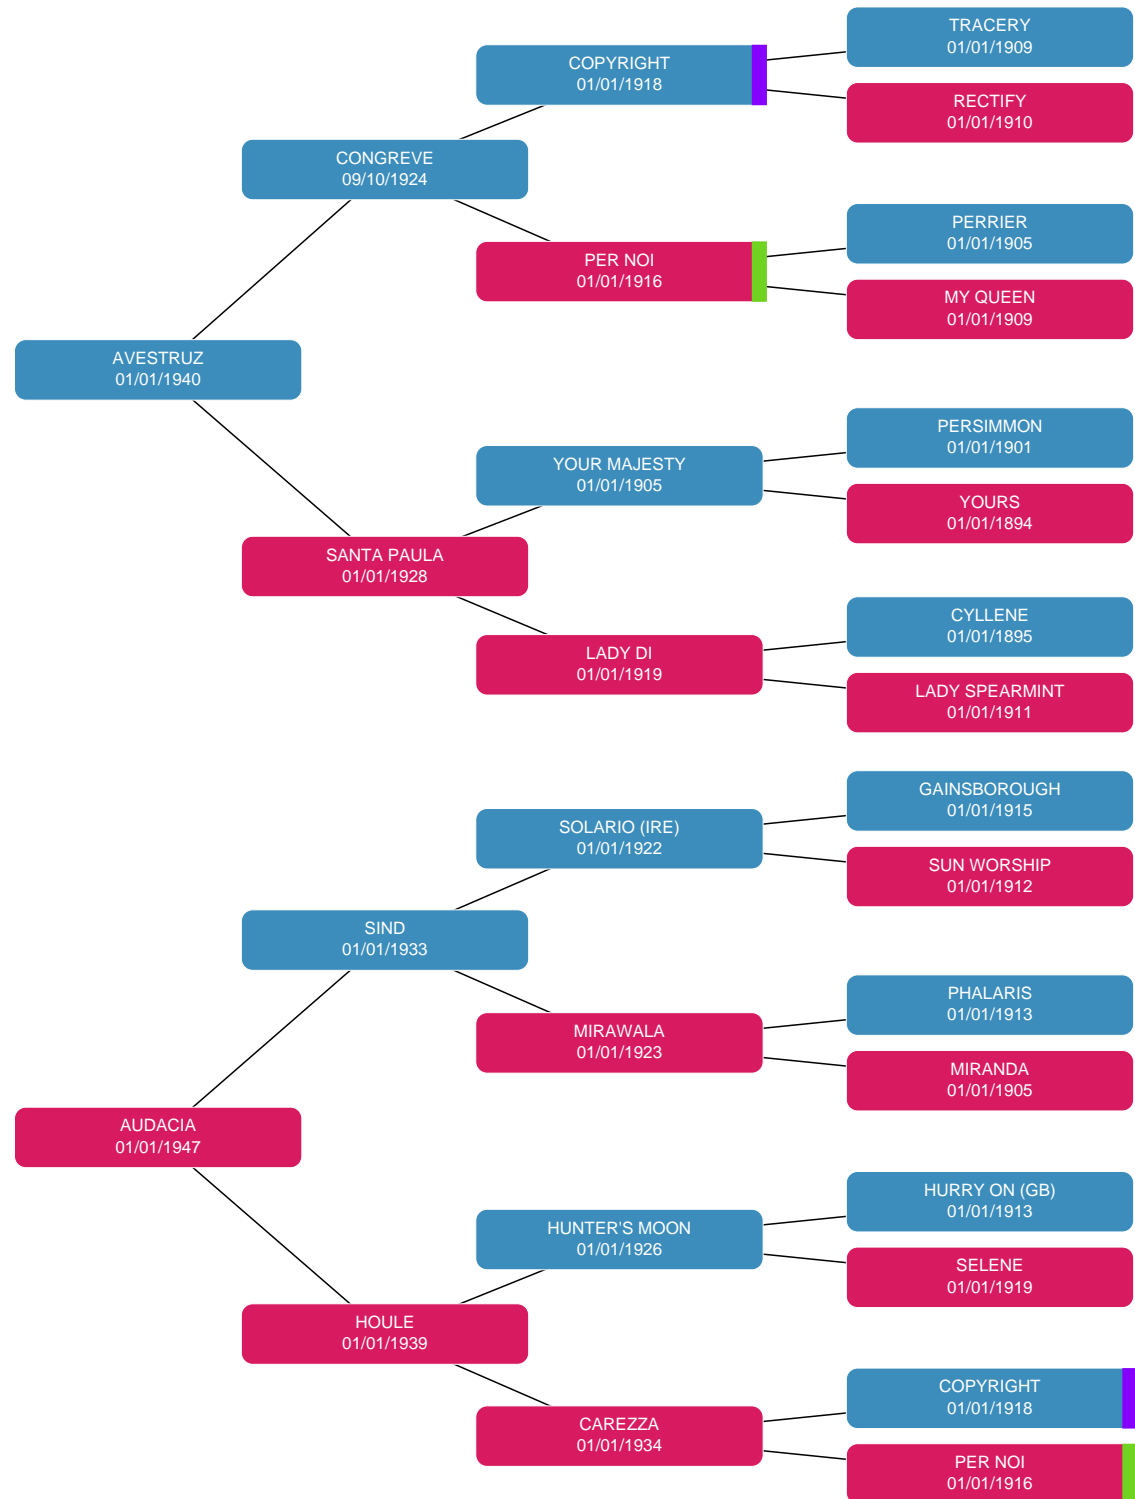 TRACERY
01/01/1909
COPYRIGHT
01/01/1918
RECTIFY
01/01/1910
CONGREVE
09/10/1924
PERRIER
01/01/1905
PER NOI
01/01/1916
MY QUEEN
01/01/1909
AVESTRUZ
01/01/1940
PERSIMMON
01/01/1901
YOUR MAJESTY
01/01/1905
YOURS
01/01/1894
SANTA PAULA
01/01/1928
CYLLENE
01/01/1895
LADY DI
01/01/1919
LADY SPEARMINT
01/01/1911
GAINSBOROUGH
01/01/1915
SOLARIO (IRE)
01/01/1922
SUN WORSHIP
01/01/1912
SIND
01/01/1933
PHALARIS
01/01/1913
MIRAWALA
01/01/1923
MIRANDA
01/01/1905
AUDACIA
01/01/1947
HURRY ON (GB)
01/01/1913
HUNTER'S MOON
01/01/1926
SELENE
01/01/1919
HOULE
01/01/1939
COPYRIGHT
01/01/1918
CAREZZA
01/01/1934
PER NOI
01/01/1916